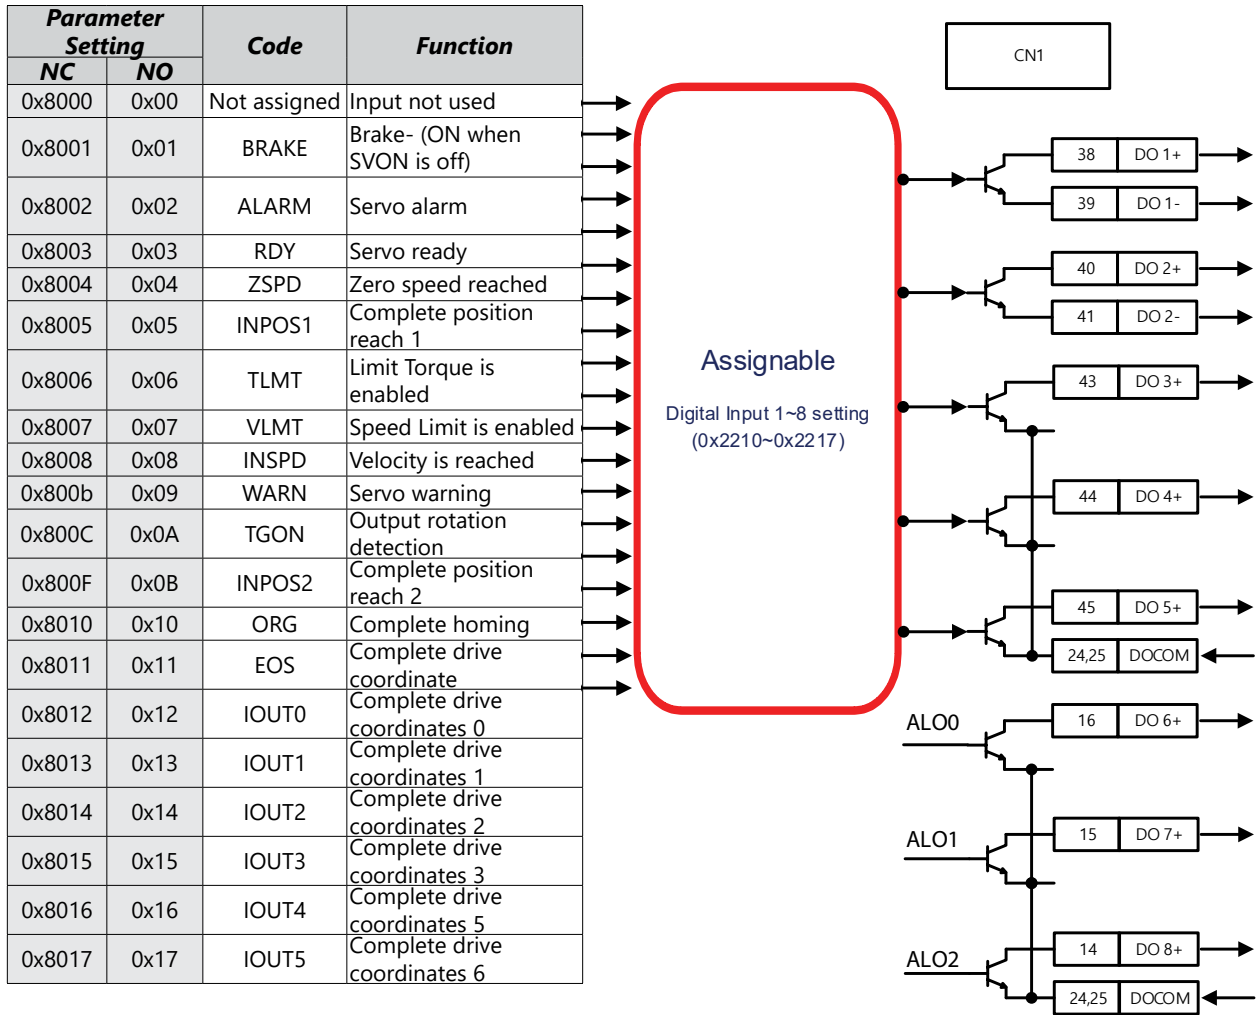 Parameter
Setting
Code
Function
NC
NO
0x8000
0x00
Not assigned
Input not used
0x8001
0x01
BRAKE
Brake- (ON when
SVON is off)
0x8002
0x02
ALARM
Servo alarm
0x8003
0x03
RDY
Servo ready
0x8004
0x04
ZSPD
Zero speed reached
0x8005
0x05
INPOS1
Complete position
reach 1
0x8006
0x06
TLMT
Limit Torque is
enabled
0x8007
0x07
VLMT
Speed Limit is enabled
0x8008
0x08
INSPD
Velocity is reached
0x800b
0x09
WARN
Servo warning
0x800C
0x0A
TGON
Output rotation
detection
0x800F
0x0B
INPOS2
Complete position
reach 2
0x8010
0x10
ORG
Complete homing
0x8011
0x11
EOS
Complete drive
coordinate
0x8012
0x12
IOUT0
Complete drive
coordinates 0
0x8013
0x13
IOUT1
Complete drive
coordinates 1
0x8014
0x14
IOUT2
Complete drive
coordinates 2
0x8015
0x15
IOUT3
Complete drive
coordinates 3
0x8016
0x16
IOUT4
Complete drive
coordinates 5
0x8017
0x17
IOUT5
Complete drive
coordinates 6
Assignable
Digital Input 1~8 setting
(0x2210~0x2217)
CN1
38
DO 1+
39
DO 1-
40
DO 2+
41
DO 2-
43
DO 3+
44
DO 4+
45
DO 5+
24,25
DOCOM
ALO0
16
DO 6+
ALO1
15
DO 7+
ALO2
14
DO 8+
24,25
DOCOM